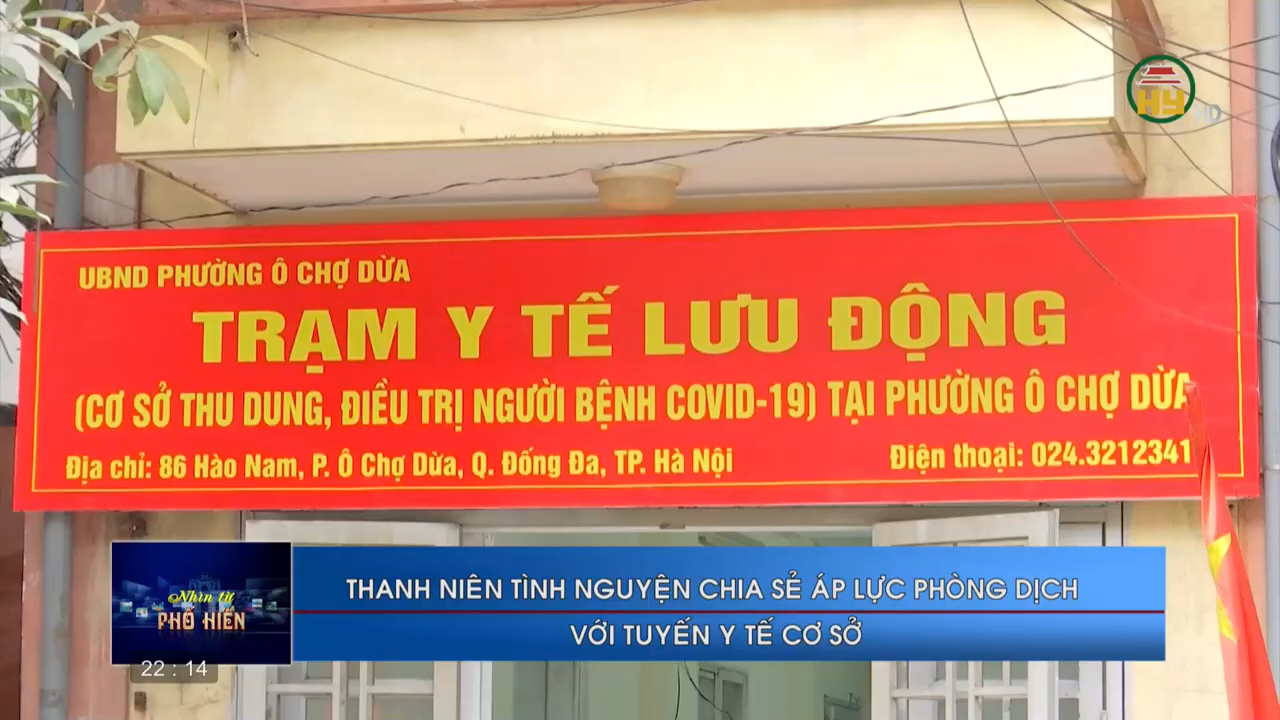 HY HD
UBND PHƯỜNG Ô CHỢ DỪA
TRẠM Y TẾ LƯU ĐỘNG
(CƠ SỞ THU DUNG, ĐIỀU TRỊ NGƯỜI BỆNH COVID-19) TẠI PHƯỜNG Ô CHỢ DỪA
Địa chỉ: 86 Hào Nam, P. Ô Chợ Dừa, Q. Đống Đa, TP. Hà Nội
Điện thoại: 024.3212341
Nhìn từ
PHỐ HIẾN
22 : 14
THANH NIÊN TÌNH NGUYỆN CHIA SẺ ÁP LỰC PHÒNG DỊCH
VỚI TUYẾN Y TẾ CƠ SỞ